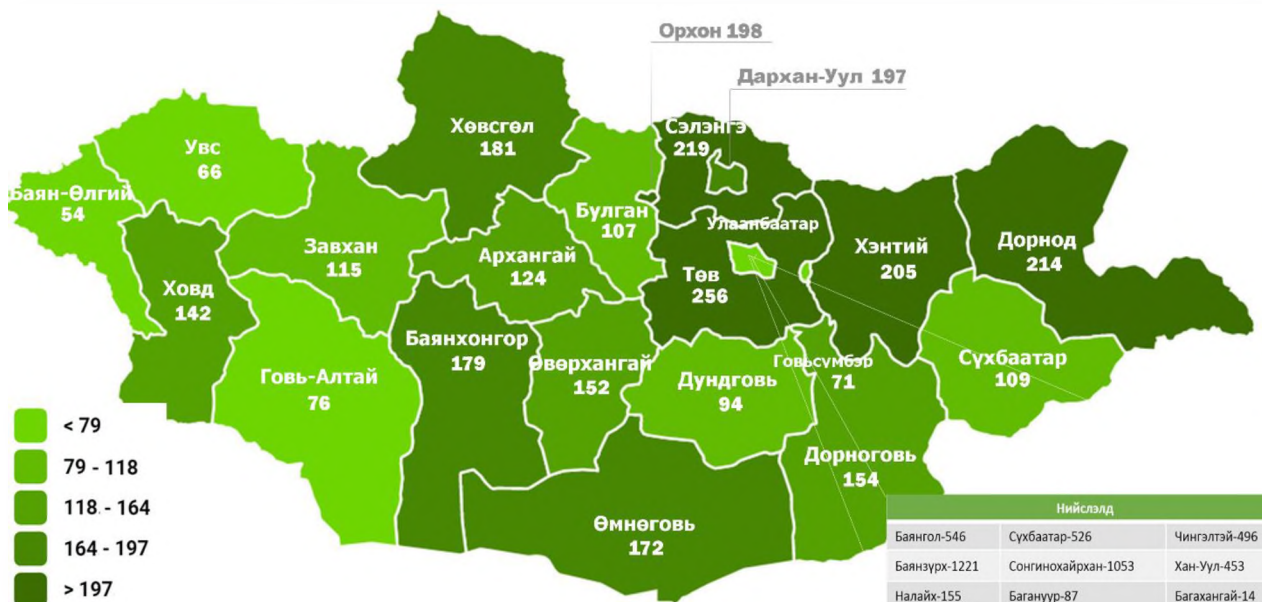 Орхон 198
Дархан-Уул 197
Хөвсгөл
181
Сэлэнгэ
219
Увс
66
Баян-Өлгий
54
Булган
107
Улаанбаатар
Завхан
115
Архангай
124
Хэнтий
205
Дорнод
214
Ховд
142
Төв
256
Баянхонгор
179
Өвөрхангай
152
Говьсүмбэр
71
Сүхбаатар
109
Говь-Алтай
76
Дундговь
94
Дорноговь
154
Өмнөговь
172
< 79
79 - 118
118 - 164
164 - 197
> 197
Нийслэлд
Баянгол-546 Сүхбаатар-526 Чингэлтэй-496
Баянзүрх-1221 Сонгинохайрхан-1053 Хан-Уул-453
Налайх-155 Багануур-87 Багахангай-14